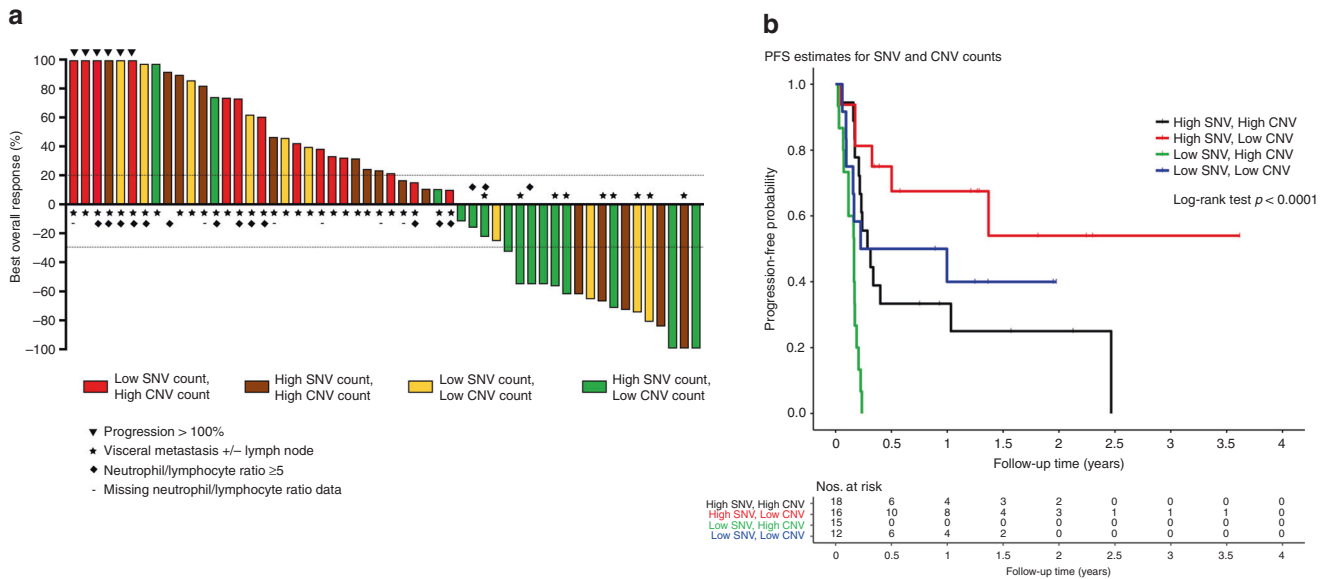 a
Best overall response (%)
100
80
60
40
20
0
−20
−40
−60
−80
−100
Low SNV count,
High CNV count
High SNV count,
High CNV count
Low SNV count,
Low CNV count
High SNV count,
Low CNV count
▼ Progression > 100%
★ Visceral metastasis +/− lymph node
◆ Neutrophil/lymphocyte ratio ≥5
- Missing neutrophil/lymphocyte ratio data
b
PFS estimates for SNV and CNV counts
Progression-free probability
1.0
0.8
0.6
0.4
0.2
0.0
High SNV, High CNV
High SNV, Low CNV
Low SNV, High CNV
Low SNV, Low CNV
Log-rank test p < 0.0001
0 0.5 1 1.5 2 2.5 3 3.5 4
Follow-up time (years)
Nos. at risk
High SNV, High CNV 18 6 4 3 2 0 0 0 0
High SNV, Low CNV 16 10 8 4 3 1 1 1 0
Low SNV, High CNV 15 0 0 0 0 0 0 0 0
Low SNV, Low CNV 12 6 4 2 0 0 0 0 0
0 0.5 1 1.5 2 2.5 3 3.5 4
Follow-up time (years)